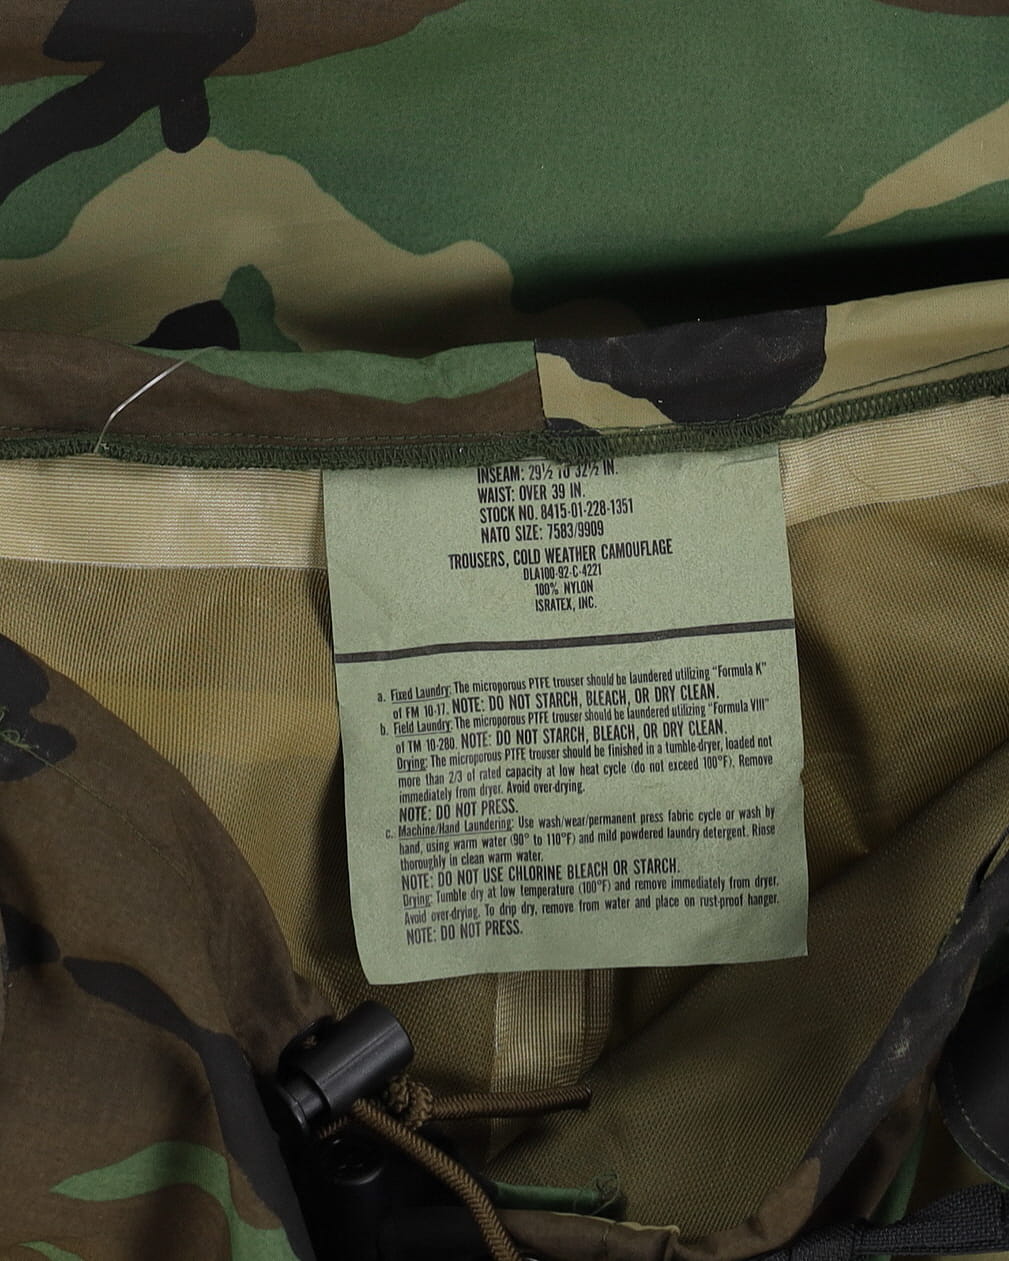 INSEAM: 29½ TO 32½ IN.
WAIST: OVER 39 IN.
STOCK NO. 8415-01-228-1351
NATO SIZE: 7583/9909
TROUSERS, COLD WEATHER CAMOUFLAGE
DLA100-92-C-4221
100% NYLON
ISRATEX, INC.
a. Fixed Laundry: The microporous PTFE trouser should be laundered utilizing "Formula K"
of FM 10-17. NOTE: DO NOT STARCH, BLEACH, OR DRY CLEAN.
b. Field Laundry: The microporous PTFE trouser should be laundered utilizing "Formula VIII"
of TM 10-280. NOTE: DO NOT STARCH, BLEACH, OR DRY CLEAN.
Drying: The microporous PTFE trouser should be finished in a tumble-dryer, loaded not
more than 2/3 of rated capacity at low heat cycle (do not exceed 100°F). Remove
immediately from dryer. Avoid over-drying.
NOTE: DO NOT PRESS.
c. Machine/Hand Laundering: Use wash/wear/permanent press fabric cycle or wash by
hand, using warm water (90° to 110°F) and mild powdered laundry detergent. Rinse
thoroughly in clean warm water.
NOTE: DO NOT USE CHLORINE BLEACH OR STARCH.
Drying: Tumble dry at low temperature (100°F) and remove immediately from dryer.
Avoid over-drying. To drip dry, remove from water and place on rust-proof hanger.
NOTE: DO NOT PRESS.